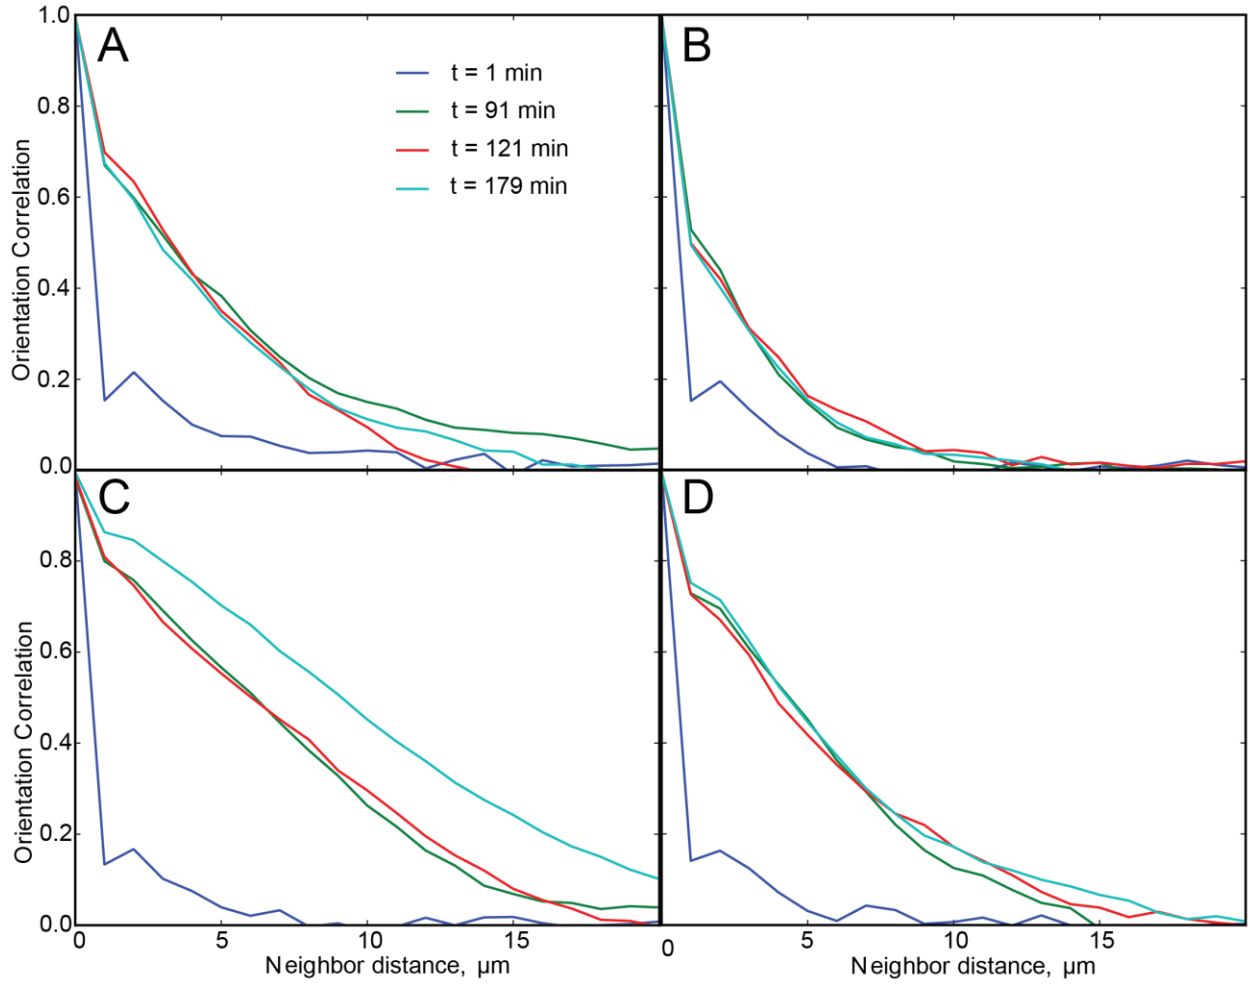 1.0
A
B
t = 1 min
t = 91 min
t = 121 min
t = 179 min
0.8
0.6
0.4
0.2
0.0
Orientation Correlation
C
D
0.8
0.6
0.4
0.2
0.0
Orientation Correlation
0 5 10 15
0 5 10 15
Neighbor distance, μm
Neighbor distance, μm